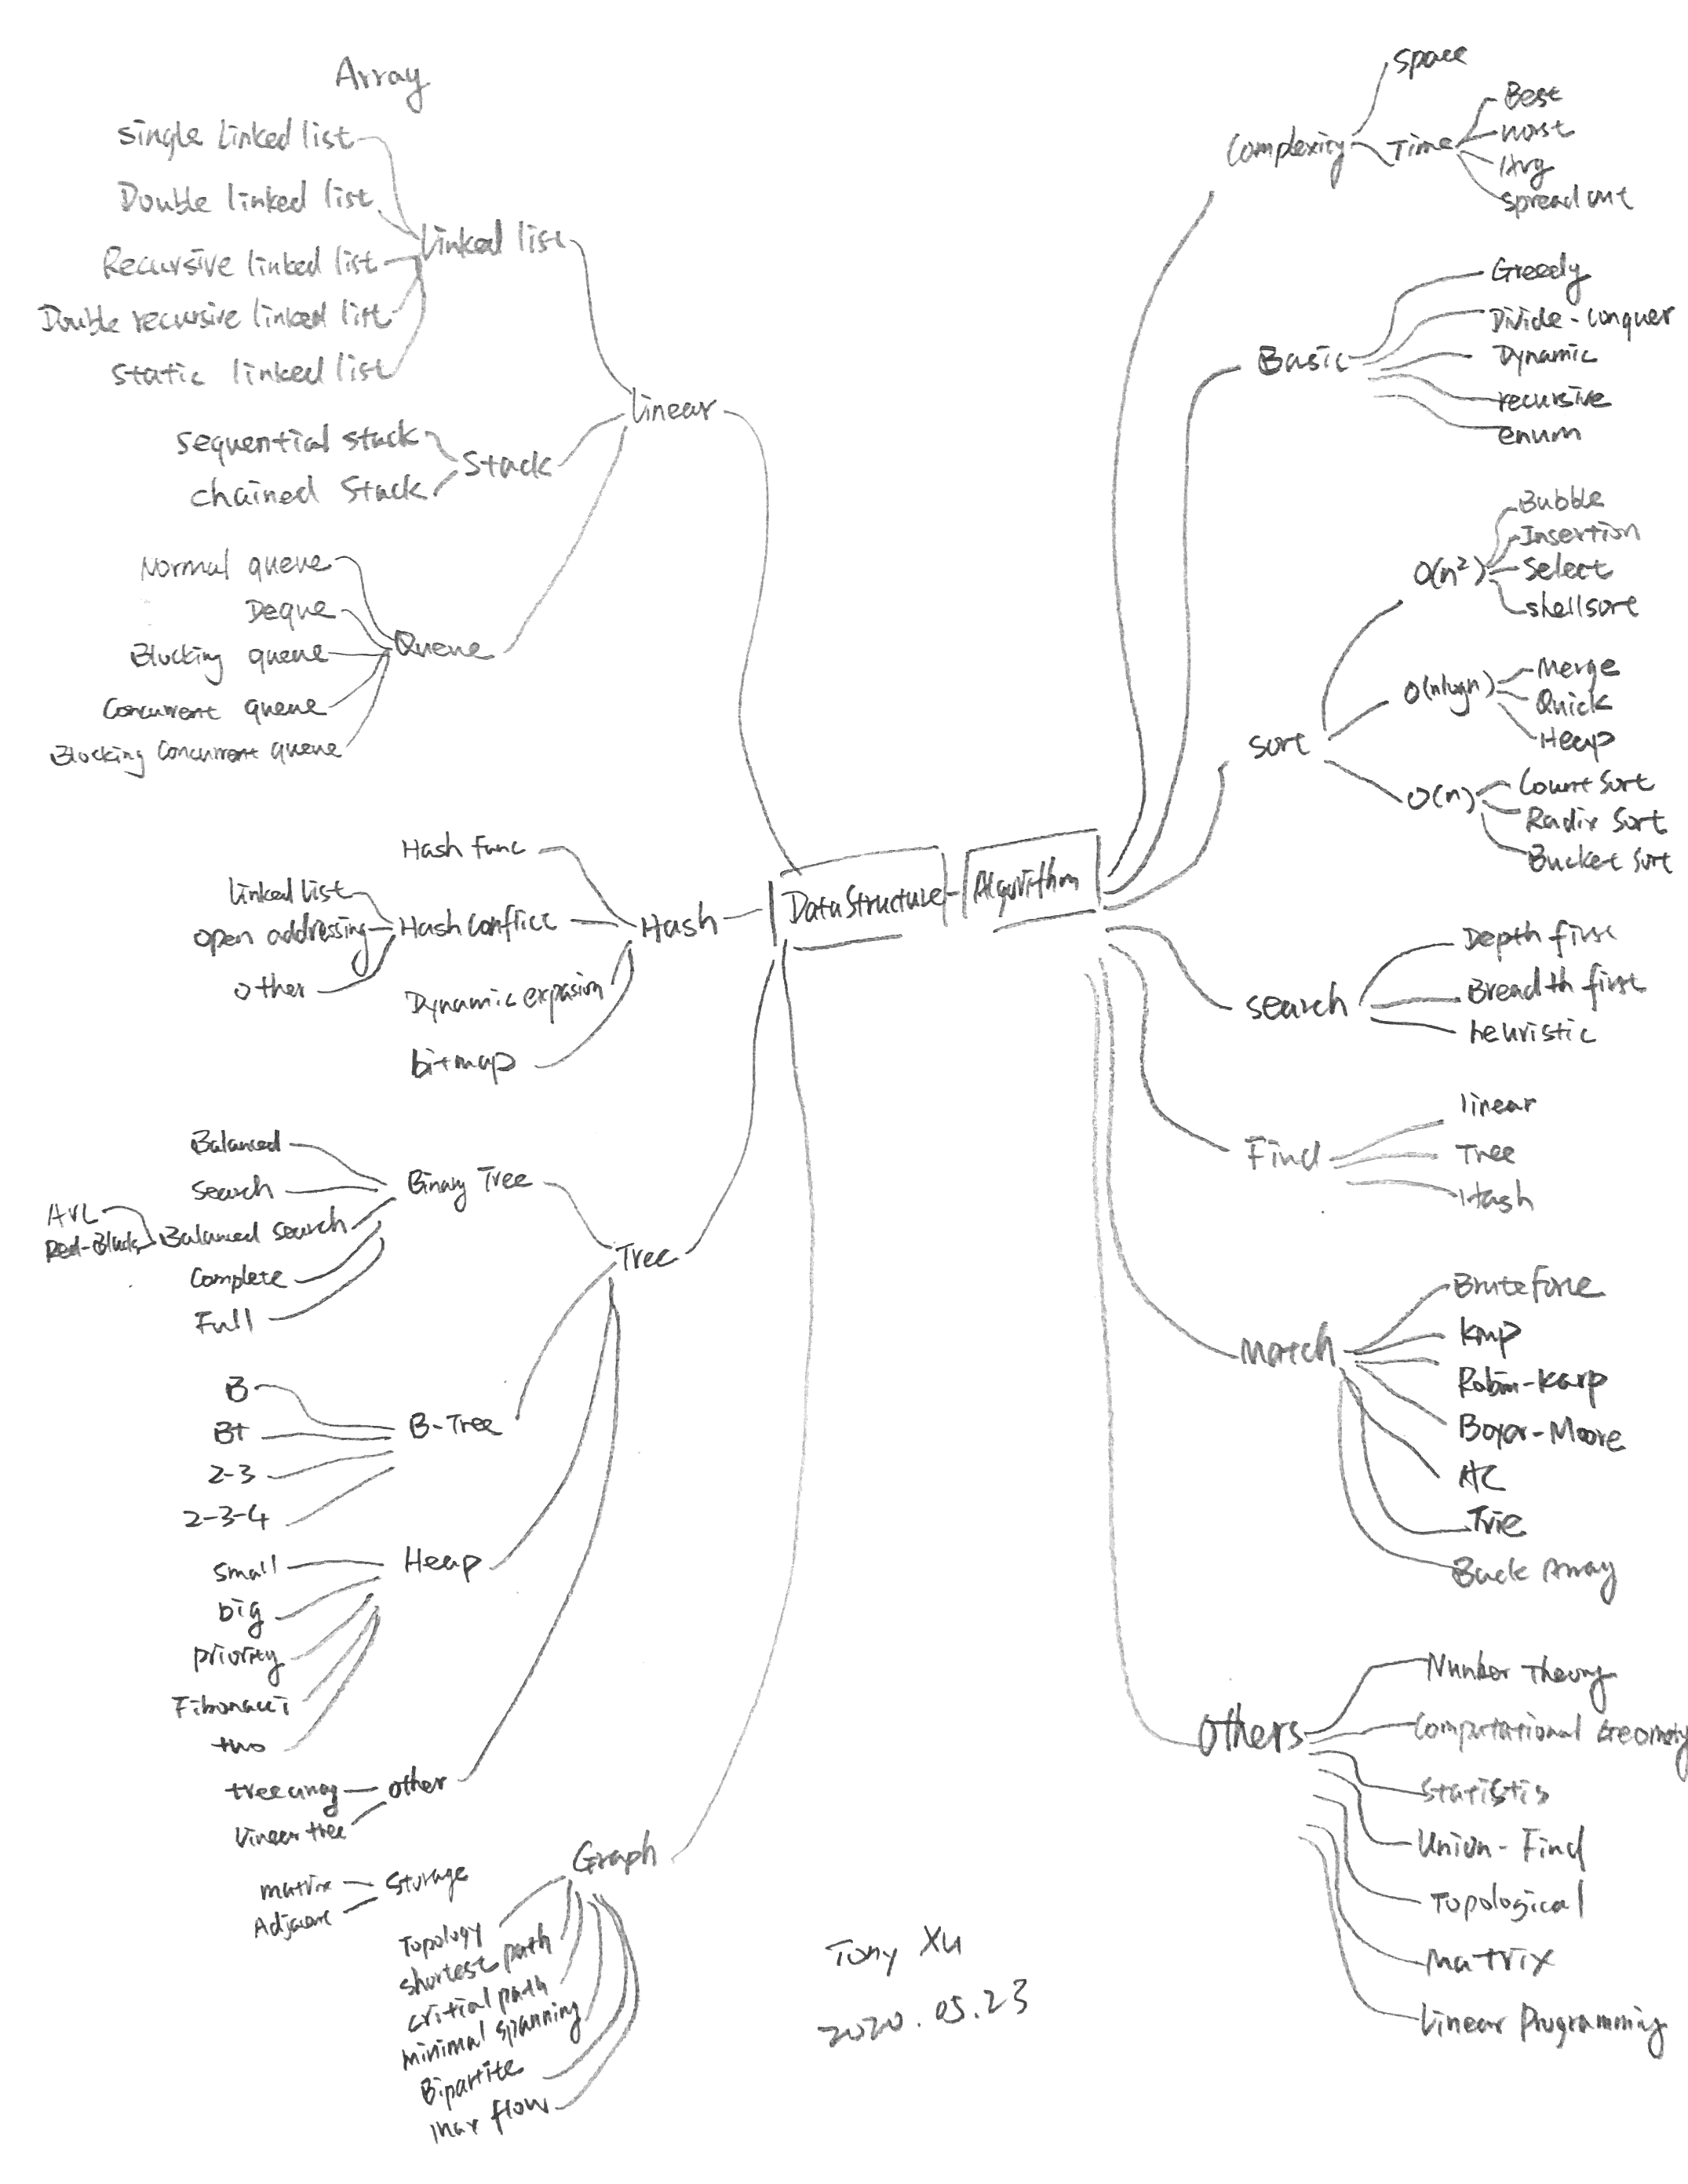 Array
single linked list
Double linked list
Recursive linked list
Double recursive linked list
static linked list
linked list
sequential stack
chained stack
Stack
Normal queue
Deque
Blocking queue
Concurrent queue
Blocking Concurrent queue
Queue
linear
Hash func
linked list
open addressing
other
Hash conflict
Dynamic expasion
bitmap
Hash
Balanced
search
AVL
Red-Black
Balanced search
complete
Full
Binary Tree
B
B+
2-3
2-3-4
B-Tree
small
big
priority
Fibonacci
two
Heap
tree array
linear tree
other
Tree
matrix
Storage
Topology
shortest path
critial path
minimal spanning
Bipartite
max flow
Graph
DataStructure - Algorithm
complexity
space
Time
Best
worst
Avg
spread out
Basic
Greedy
Divide-conquer
Dynamic
recursive
enum
sort
O(n²)
Bubble
Insertion
Select
shellsort
O(nlogn)
Merge
Quick
Heap
O(n)
Count Sort
Radix Sort
Bucket Sort
search
Depth first
Breadth first
heuristic
Find
linear
Tree
Hash
Match
Brute force
kmp
Rabin-Karp
Boyer-Moore
AC
Trie
Back Array
others
Number Theory
Computational Geometry
Statistis
Union-Find
Topological
Matrix
Linear Programming
Tony Xu
2020.05.23